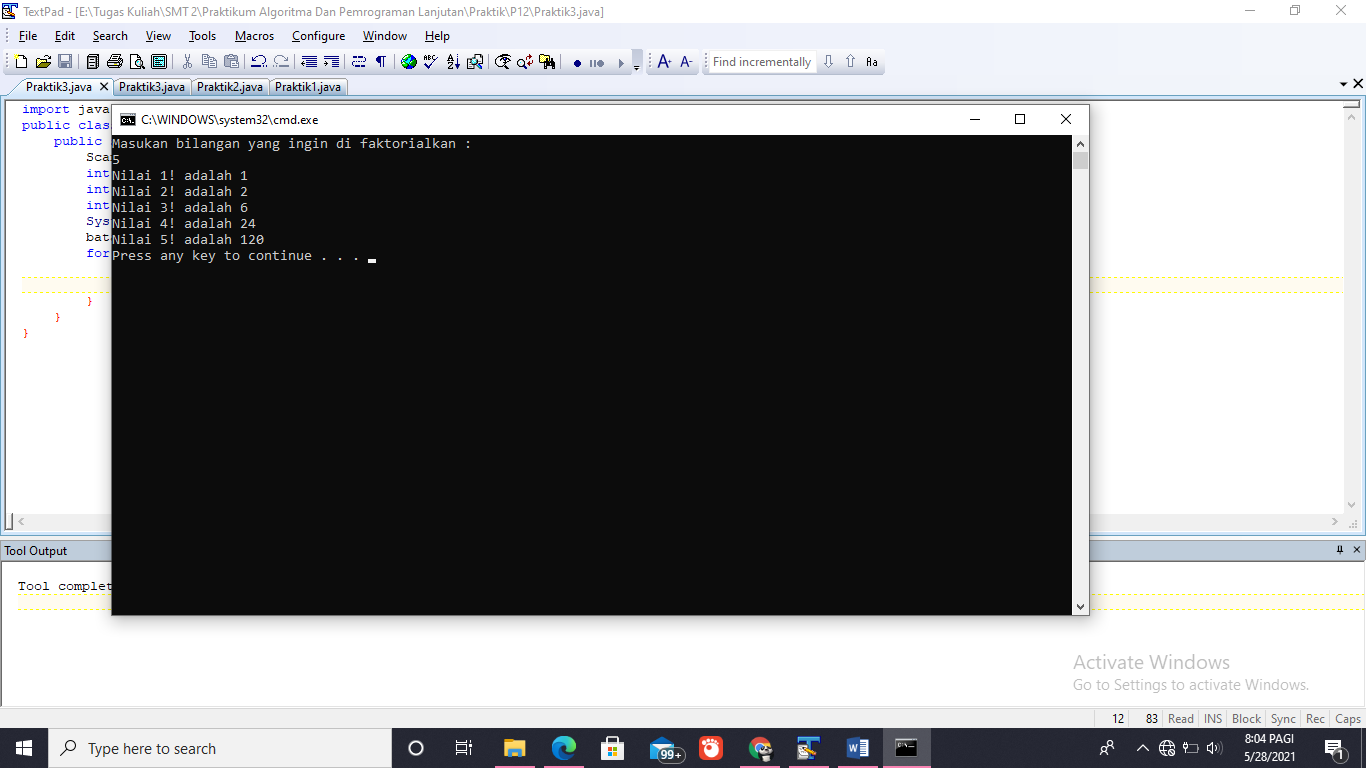 TextPad - [E:\Tugas Kuliah\SMT 2\Praktikum Algoritma Dan Pemrograman Lanjutan\Praktik\P12\Praktik3.java]
File Edit Search View Tools Macros Configure Window Help
Find incrementally Aa
Praktik3.java Praktik3.java Praktik2.java Praktik1.java
import java
public clas
public
Sca
int
int
int
Sys
bat
for
}
}
}
C:\WINDOWS\system32\cmd.exe
Masukan bilangan yang ingin di faktorialkan :
5
Nilai 1! adalah 1
Nilai 2! adalah 2
Nilai 3! adalah 6
Nilai 4! adalah 24
Nilai 5! adalah 120
Press any key to continue . . .
Tool Output
Tool complet
Activate Windows
Go to Settings to activate Windows.
12 83 Read INS Block Sync Rec Caps
Type here to search
99+
8:04 PAGI
5/28/2021
1